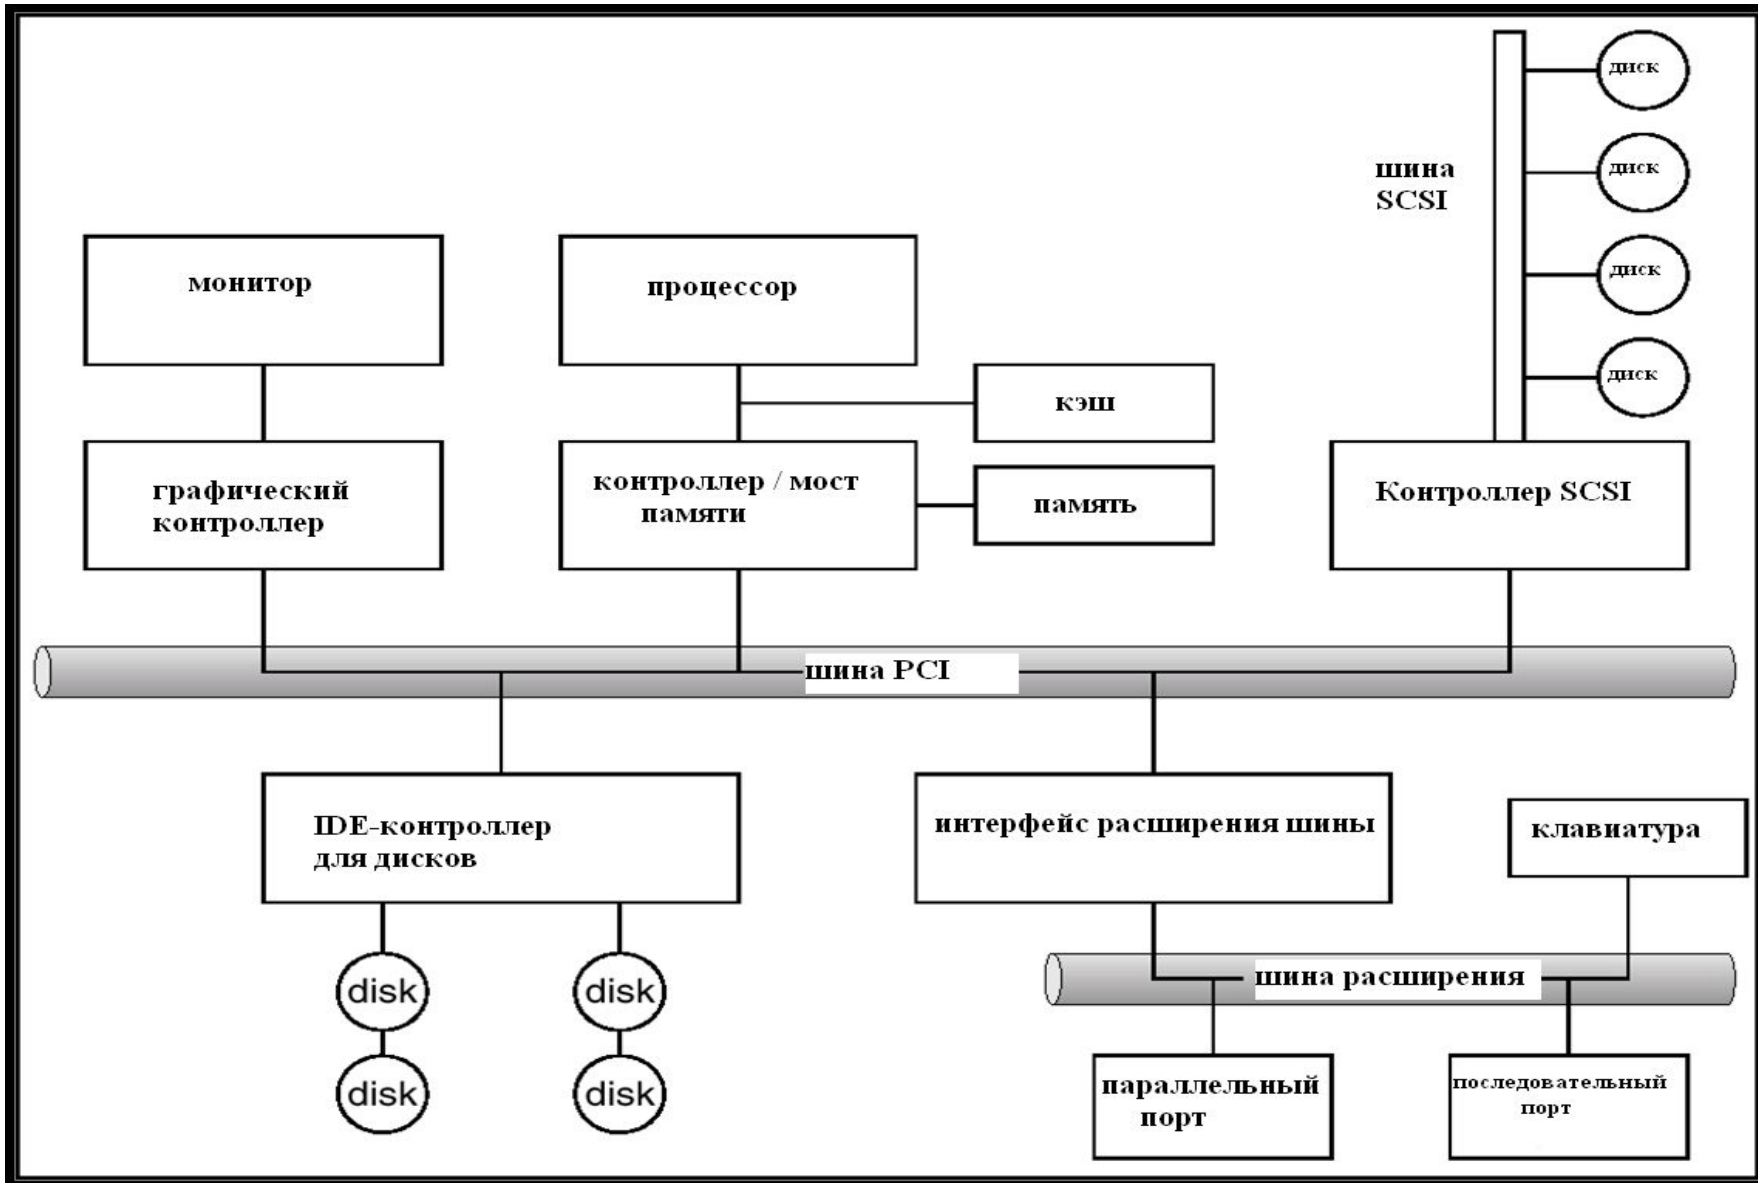 диск
диск
диск
диск
шина
SCSI
монитор
процессор
кэш
графический
контроллер
контроллер / мост
памяти
память
Контроллер SCSI
шина PCI
IDE-контроллер
для дисков
интерфейс расширения шины
клавиатура
disk
disk
disk
disk
шина расширения
параллельный
порт
последовательный
порт